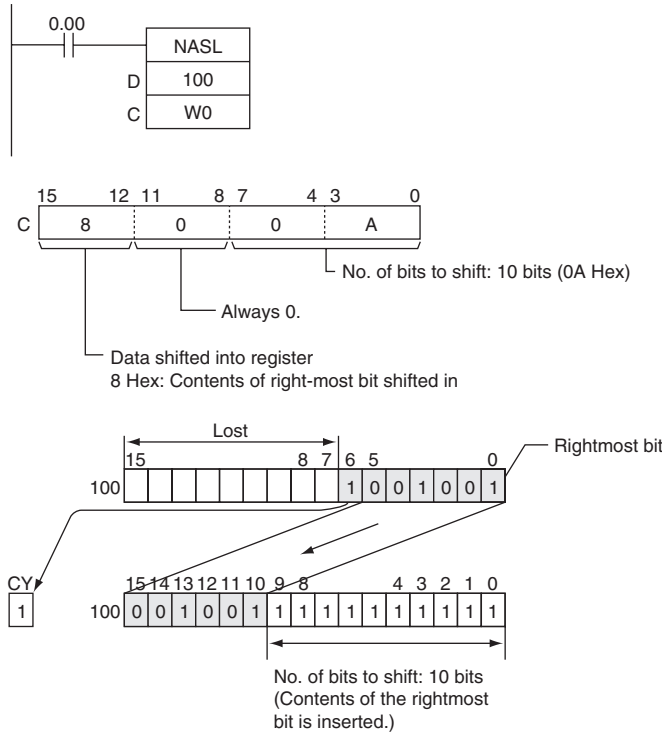 0.00
NASL
D 100
C W0
15 12 11 8 7 4 3 0
C 8 0 0 A
No. of bits to shift: 10 bits (0A Hex)
Always 0.
Data shifted into register
8 Hex: Contents of right-most bit shifted in
Lost
15 8 7 6 5 0
Rightmost bit
100 1 0 0 1 0 0 1
CY 15 14 13 12 11 10 9 8 4 3 2 1 0
1 100 0 0 1 0 0 1 1 1 1 1 1 1 1 1 1 1
No. of bits to shift: 10 bits
(Contents of the rightmost
bit is inserted.)